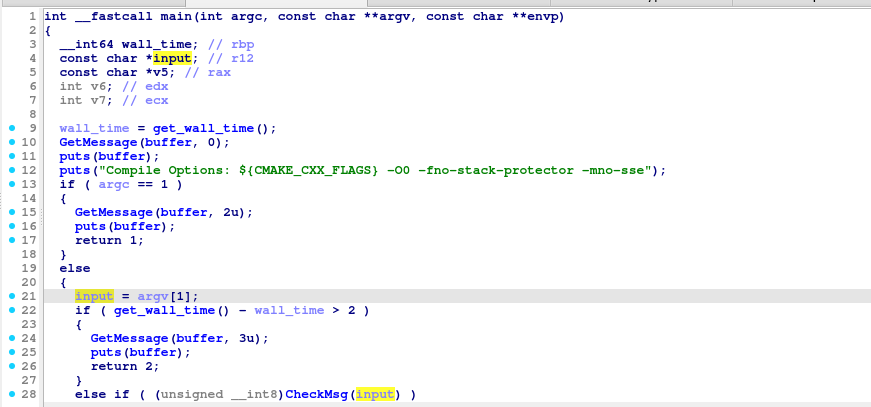 1 int __fastcall main(int argc, const char **argv, const char **envp)
2 {
3 __int64 wall_time; // rbp
4 const char *input; // r12
5 const char *v5; // rax
6 int v6; // edx
7 int v7; // ecx
8
9 wall_time = get_wall_time();
10 GetMessage(buffer, 0);
11 puts(buffer);
12 puts("Compile Options: ${CMAKE_CXX_FLAGS} -O0 -fno-stack-protector -mno-sse");
13 if ( argc == 1 )
14 {
15 GetMessage(buffer, 2u);
16 puts(buffer);
17 return 1;
18 }
19 else
20 {
21 input = argv[1];
22 if ( get_wall_time() - wall_time > 2 )
23 {
24 GetMessage(buffer, 3u);
25 puts(buffer);
26 return 2;
27 }
28 else if ( (unsigned __int8)CheckMsg(input) )